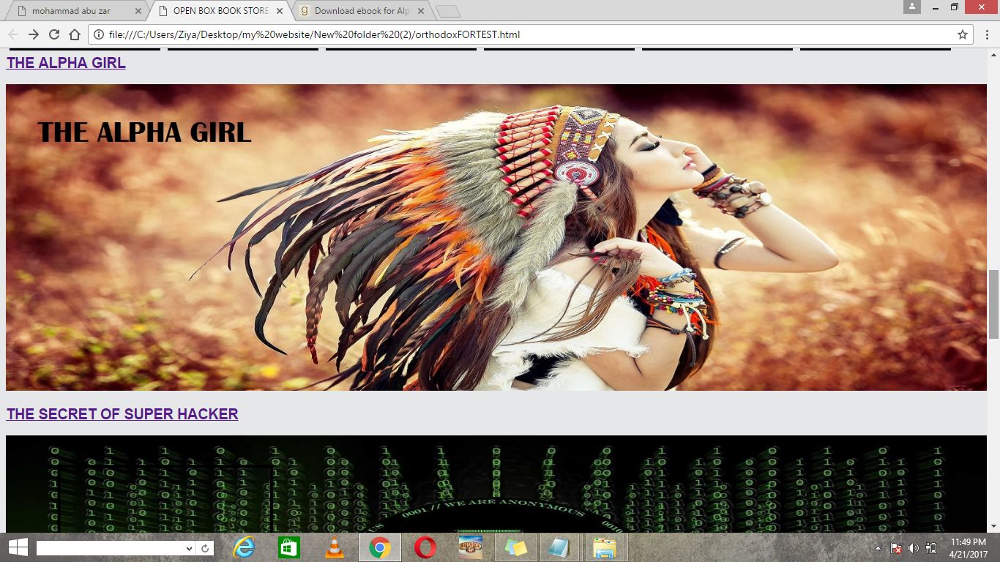 mohammad abu zar
OPEN BOX BOOK STORE
Download ebook for Alp
file:///C:/Users/Ziya/Desktop/my%20website/New%20folder%20(2)/orthodoxFORTEST.html
THE ALPHA GIRL
THE ALPHA GIRL
THE SECRET OF SUPER HACKER
0001 // WE ARE ANONYMOUS
11:49 PM
4/21/2017